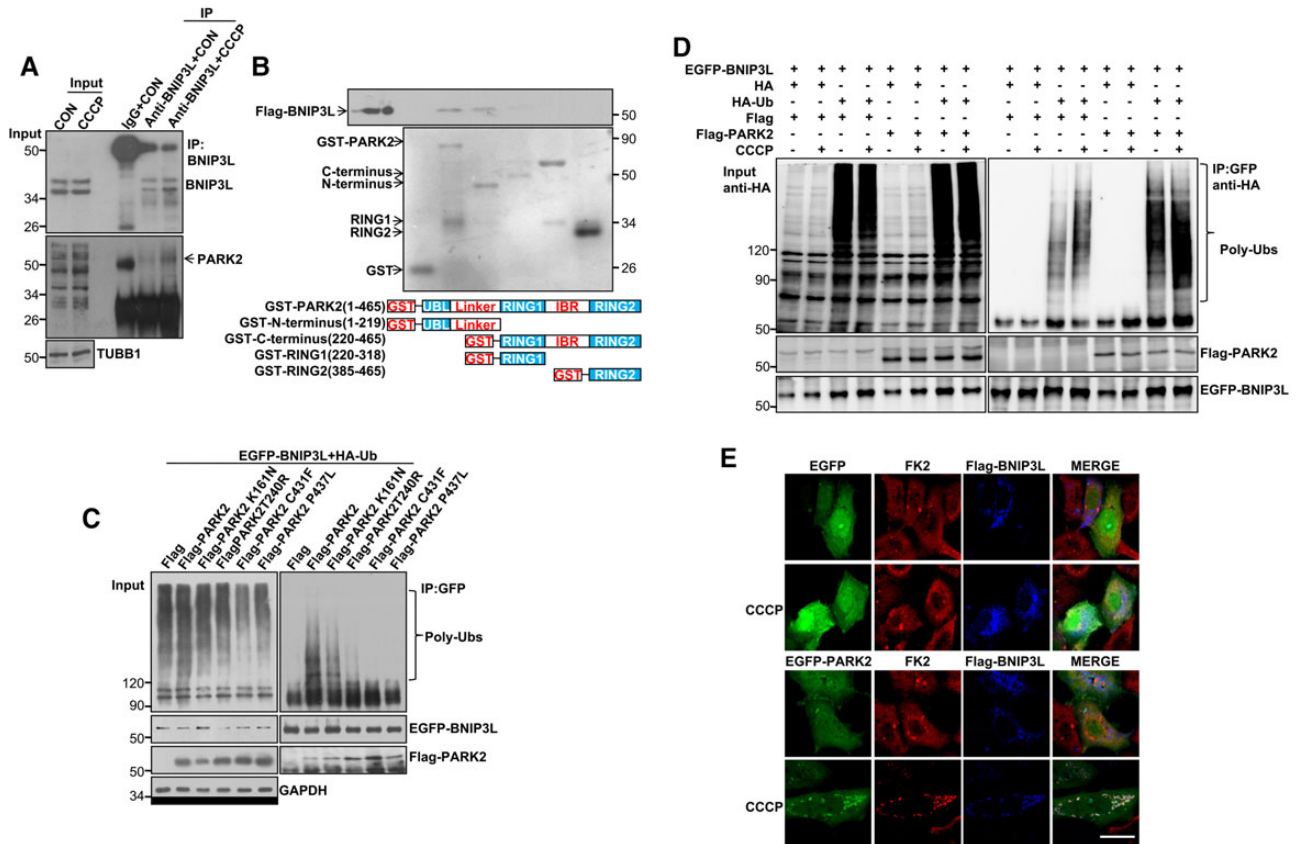 A
IP
Input
CON
CCCP
IgG+CON
Anti-BNIP3L+CON
Anti-BNIP3L+CCCP
Input
50
34
26
IP:
BNIP3L
BNIP3L
50
34
26
PARK2
50
TUBB1
B
Flag-BNIP3L
50
GST-PARK2
C-terminus
N-terminus
RING1
RING2
GST
90
50
34
26
GST-PARK2(1-465) GST UBL Linker RING1 IBR RING2
GST-N-terminus(1-219) GST UBL Linker
GST-C-terminus(220-465) GST RING1 IBR RING2
GST-RING1(220-318) GST RING1
GST-RING2(385-465) GST RING2
C
EGFP-BNIP3L+HA-Ub
Flag
Flag-PARK2
Flag-PARK2 K161N
FlagPARK2T240R
Flag-PARK2 C431F
Flag-PARK2 P437L
Flag
Flag-PARK2
Flag-PARK2 K161N
Flag-PARK2T240R
Flag-PARK2 C431F
Flag-PARK2 P437L
Input
120
90
IP:GFP
Poly-Ubs
50
EGFP-BNIP3L
50
Flag-PARK2
34
GAPDH
D
EGFP-BNIP3L + + + + + + + + + + + + + + + +
HA + + - - + + - - + + - - + + - -
HA-Ub - - + + - - + + - - + + - - + +
Flag + + + + - - - - + + + + - - - -
Flag-PARK2 - - - - + + + + - - - - + + + +
CCCP - + - + - + - + - + - + - + - +
Input
anti-HA
120
90
50
IP:GFP
anti-HA
Poly-Ubs
50
Flag-PARK2
50
EGFP-BNIP3L
E
EGFP FK2 Flag-BNIP3L MERGE
CCCP
EGFP-PARK2 FK2 Flag-BNIP3L MERGE
CCCP